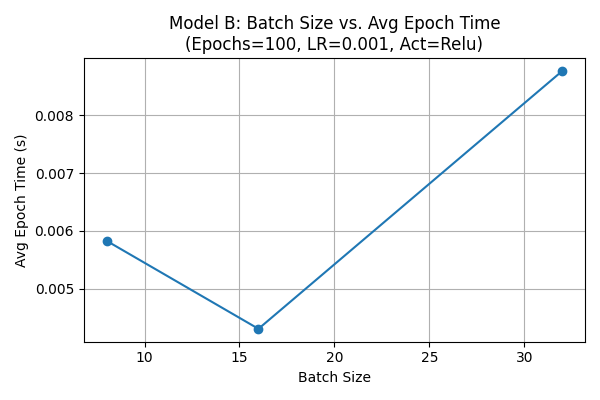 Model B: Batch Size vs. Avg Epoch Time
(Epochs=100, LR=0.001, Act=Relu)
Avg Epoch Time (s)
0.008
0.007
0.006
0.005
10 15 20 25 30
Batch Size